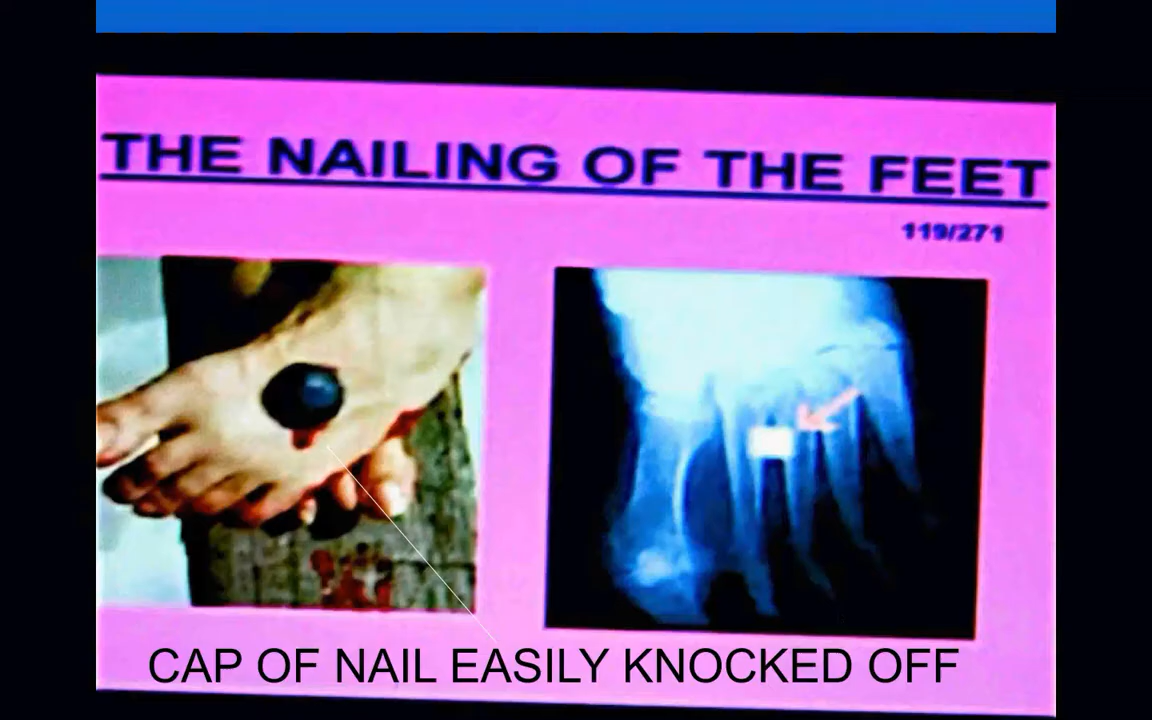 THE NAILING OF THE FEET
119/271
CAP OF NAIL EASILY KNOCKED OFF